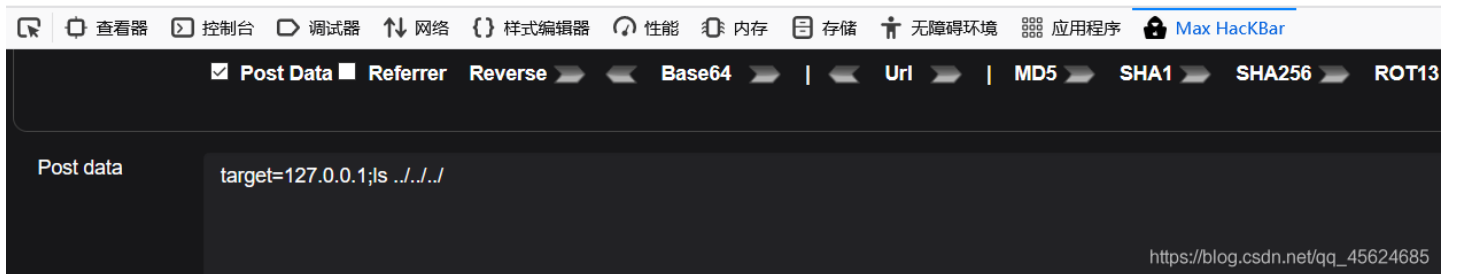 查看器 控制台 调试器 网络 {} 样式编辑器 性能 内存 存储 无障碍环境 应用程序 Max HacKBar
Post Data Referrer Reverse Base64 | Url | MD5 SHA1 SHA256 ROT13
Post data
target=127.0.0.1;ls ../../../
https://blog.csdn.net/qq_45624685